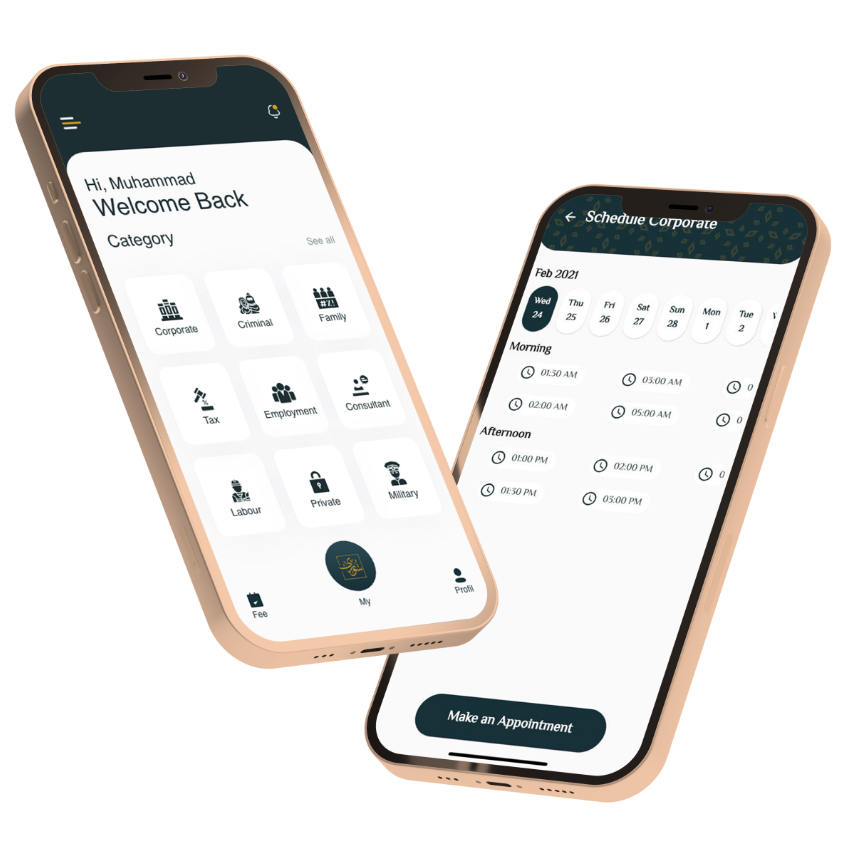 Hi, Muhammad
Welcome Back
Category
See all
Corporate
Criminal
#%!
Family
%
Tax
Employment
Consultant
Labour
Private
Military
Fee
My
Profil
Schedule Corporate
Feb 2021
Wed Thu Fri Sat Sun Mon Tue
24 25 26 27 28 1 2
Morning
01:30 AM 03:00 AM 0
02:00 AM 05:00 AM 0
Afternoon
01:00 PM 02:00 PM 0
01:30 PM 03:00 PM
Make an Appointment